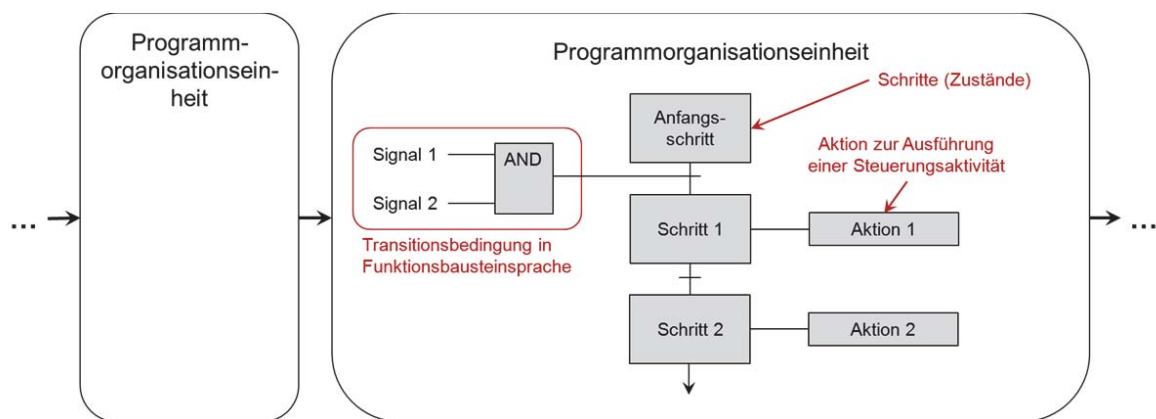 Programm-
organisationsein-
heit
Programmorganisationseinheit
Schritte (Zustände)
Anfangs-
schritt
Aktion zur Ausführung
einer Steuerungsaktivität
Signal 1
AND
Signal 2
Schritt 1
Aktion 1
Transitionsbedingung in
Funktionsbausteinsprache
Schritt 2
Aktion 2
...
...